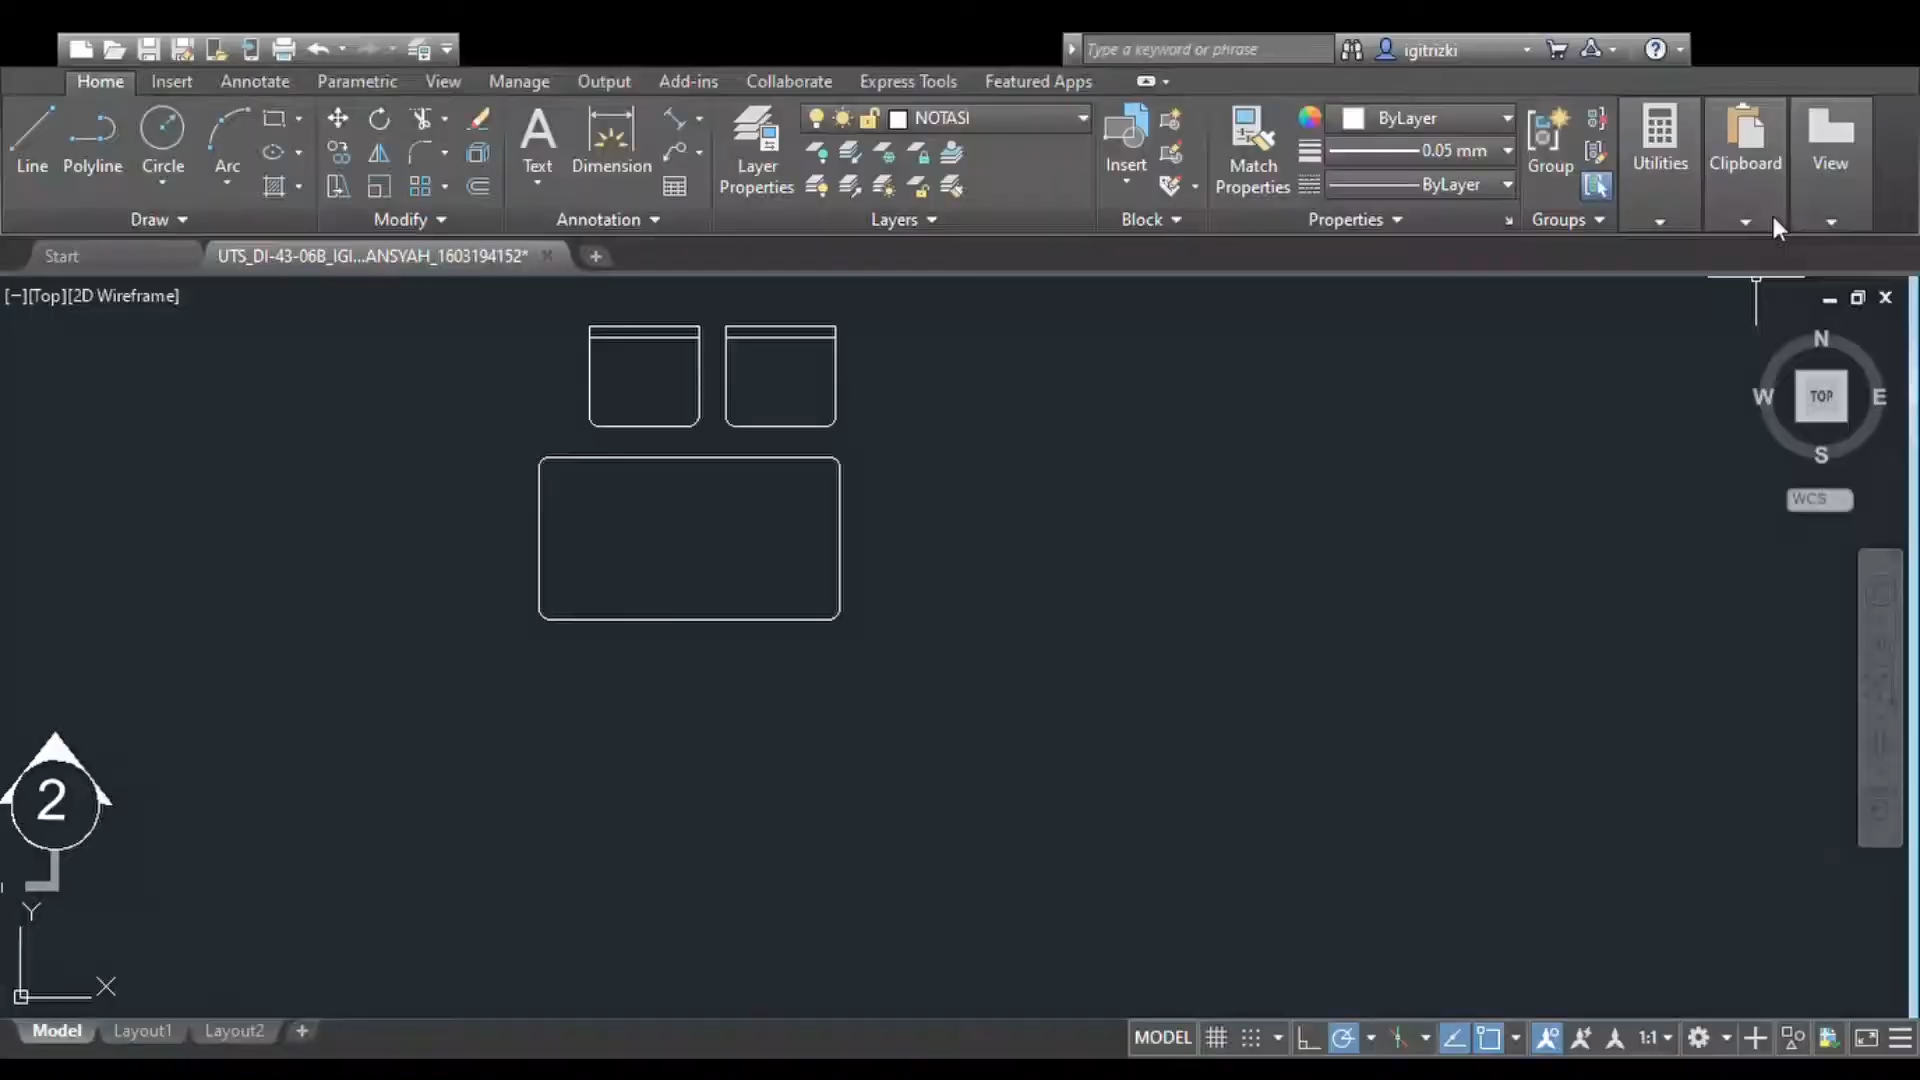 Type a keyword or phrase
igitrizki
Home Insert Annotate Parametric View Manage Output Add-ins Collaborate Express Tools Featured Apps
Line Polyline Circle Arc
Draw
Modify
A
Text Dimension
Annotation
Layer
Properties
NOTASI
Layers
Insert
Block
Match
Properties
ByLayer
0.05 mm
ByLayer
Properties
Group
Groups
Utilities
Clipboard
View
Start
UTS_DI-43-06B_IGI...ANSYAH_1603194152*
[−][Top][2D Wireframe]
N
W TOP E
S
WCS
2
Y
X
Model Layout1 Layout2
MODEL
1:1